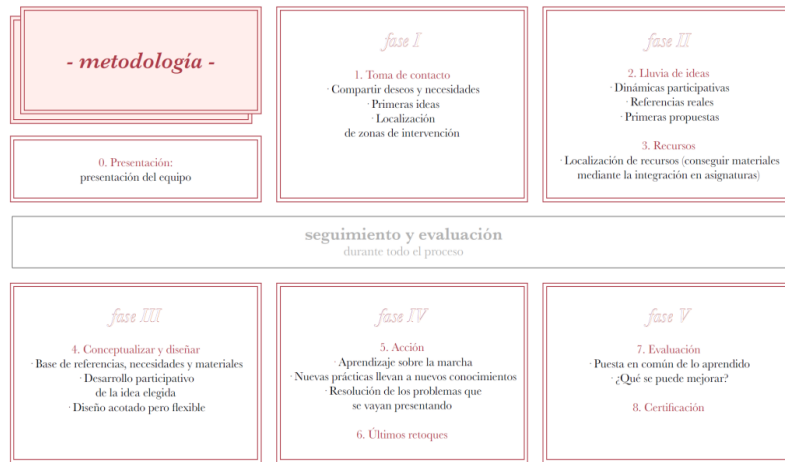 - metodología -
0. Presentación:
presentación del equipo
fase I
1. Toma de contacto
· Compartir deseos y necesidades
· Primeras ideas
· Localización
de zonas de intervención
fase II
2. Lluvia de ideas
· Dinámicas participativas
· Referencias reales
· Primeras propuestas
3. Recursos
· Localización de recursos (conseguir materiales
mediante la integración en asignaturas)
seguimiento y evaluación
durante todo el proceso
fase III
4. Conceptualizar y diseñar
· Base de referencias, necesidades y materiales
· Desarrollo participativo
de la idea elegida
· Diseño acotado pero flexible
fase IV
5. Acción
· Aprendizaje sobre la marcha
· Nuevas prácticas llevan a nuevos conocimientos
· Resolución de los problemas que
se vayan presentando
6. Últimos retoques
fase V
7. Evaluación
· Puesta en común de lo aprendido
· ¿Qué se puede mejorar?
8. Certificación